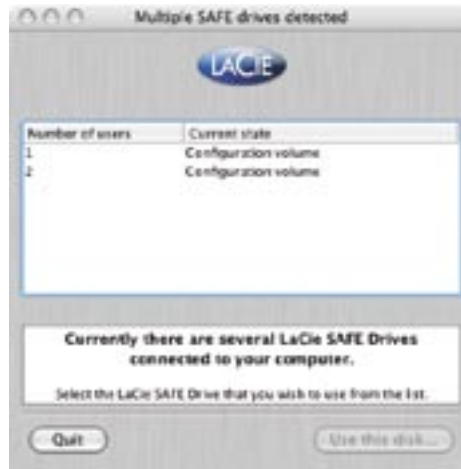 Multiple SAFE drives detected
LACIE
Number of users Current state
1 Configuration volume
2 Configuration volume
Currently there are several LaCie SAFE Drives
connected to your computer.
Select the LaCie SAFE Drive that you wish to use from the list.
Quit Use this disk...